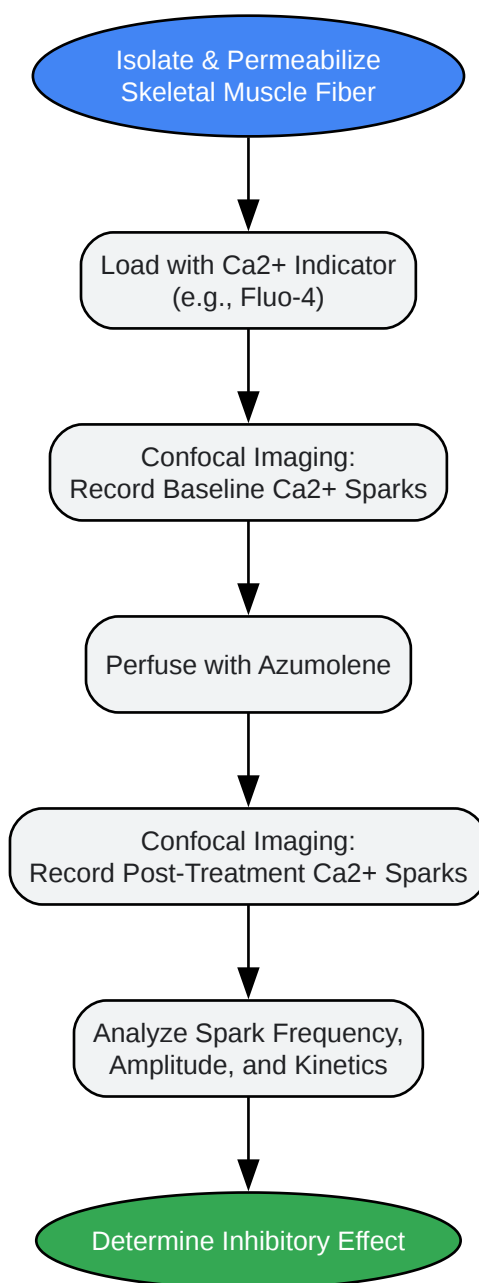 Isolate & Permeabilize
Skeletal Muscle Fiber
Load with Ca2+ Indicator
(e.g., Fluo-4)
Confocal Imaging:
Record Baseline Ca2+ Sparks
Perfuse with Azumolene
Confocal Imaging:
Record Post-Treatment Ca2+ Sparks
Analyze Spark Frequency,
Amplitude, and Kinetics
Determine Inhibitory Effect